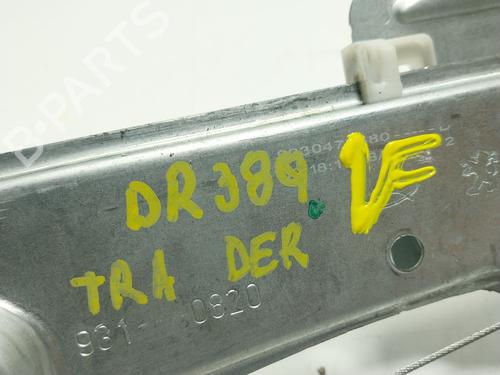 B-PARTS
DR389
VF
TRA DER
931- 0820